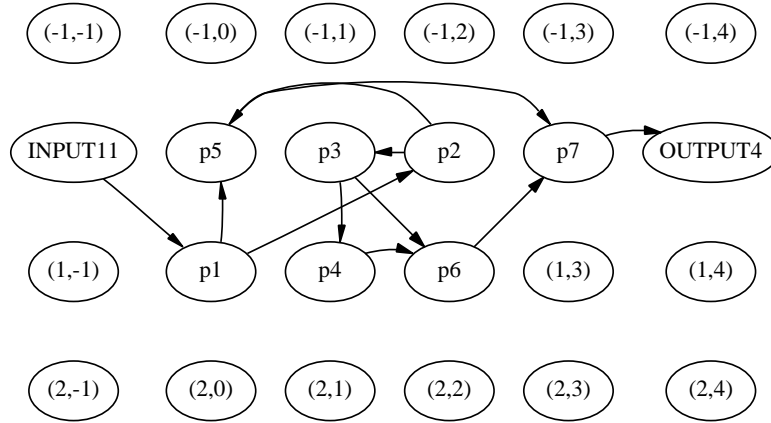 (-1,-1) (-1,0) (-1,1) (-1,2) (-1,3) (-1,4)
INPUT11 p5 p3 p2 p7 OUTPUT4
(1,-1) p1 p4 p6 (1,3) (1,4)
(2,-1) (2,0) (2,1) (2,2) (2,3) (2,4)